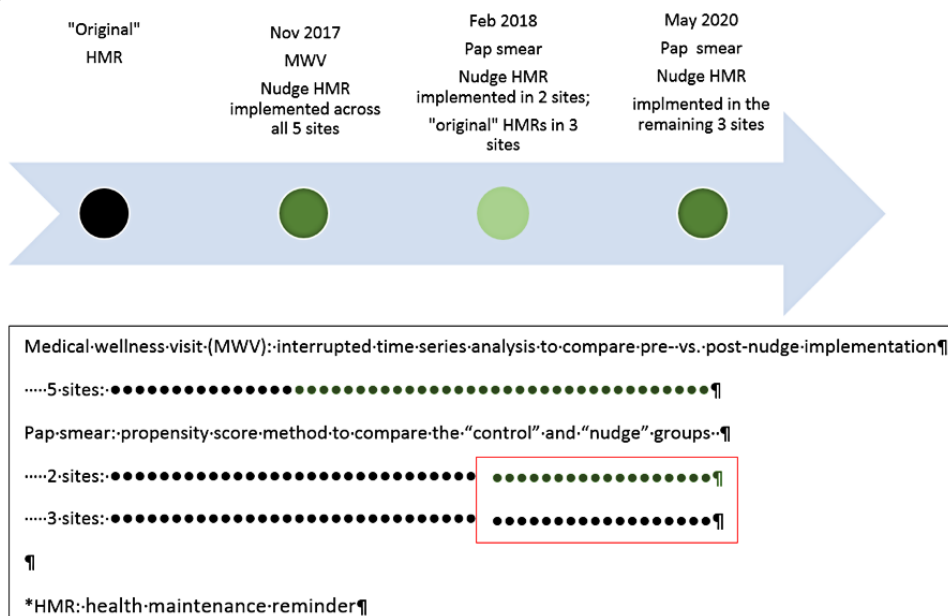 "Original"
HMR
Nov 2017
MWV
Nudge HMR
implemented across
all 5 sites
Feb 2018
Pap smear
Nudge HMR
implemented in 2 sites;
"original" HMRs in 3
sites
May 2020
Pap smear
Nudge HMR
implmented in the
remaining 3 sites
Medical·wellness·visit·(MWV):·interrupted·time·series·analysis·to·compare·pre-·vs.·post-nudge·implementation¶
·····5·sites:·●●●●●●●●●●●●●●●●●●●●●●●●●●●●●●●●●●●●●●●¶
Pap·smear:·propensity·score·method·to·compare·the·“control”·and·“nudge”·groups··¶
·····2·sites:·●●●●●●●●●●●●●●●●●●●●●●● ●●●●●●●●●●●●●●●●●●¶
·····3·sites:·●●●●●●●●●●●●●●●●●●●●●●● ●●●●●●●●●●●●●●●●●●¶
¶
*HMR:·health·maintenance·reminder¶